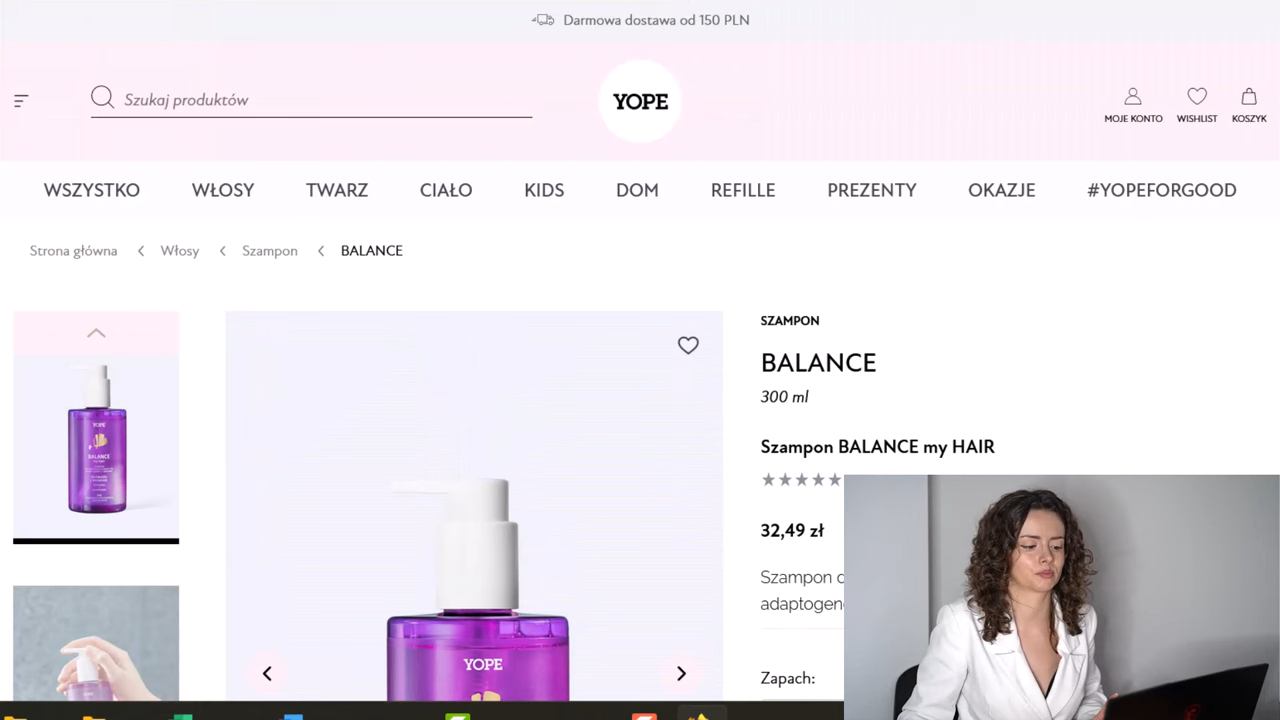 Darmowa dostawa od 150 PLN
Szukaj produktów
YOPE
MOJE KONTO
WISHLIST
KOSZYK
WSZYSTKO
WŁOSY
TWARZ
CIAŁO
KIDS
DOM
REFILLE
PREZENTY
OKAZJE
#YOPEFORGOOD
Strona główna
Włosy
Szampon
BALANCE
YOPE
BALANCE
YOPE
SZAMPON
BALANCE
300 ml
Szampon BALANCE my HAIR
32,49 zł
Szampon
Zapach: